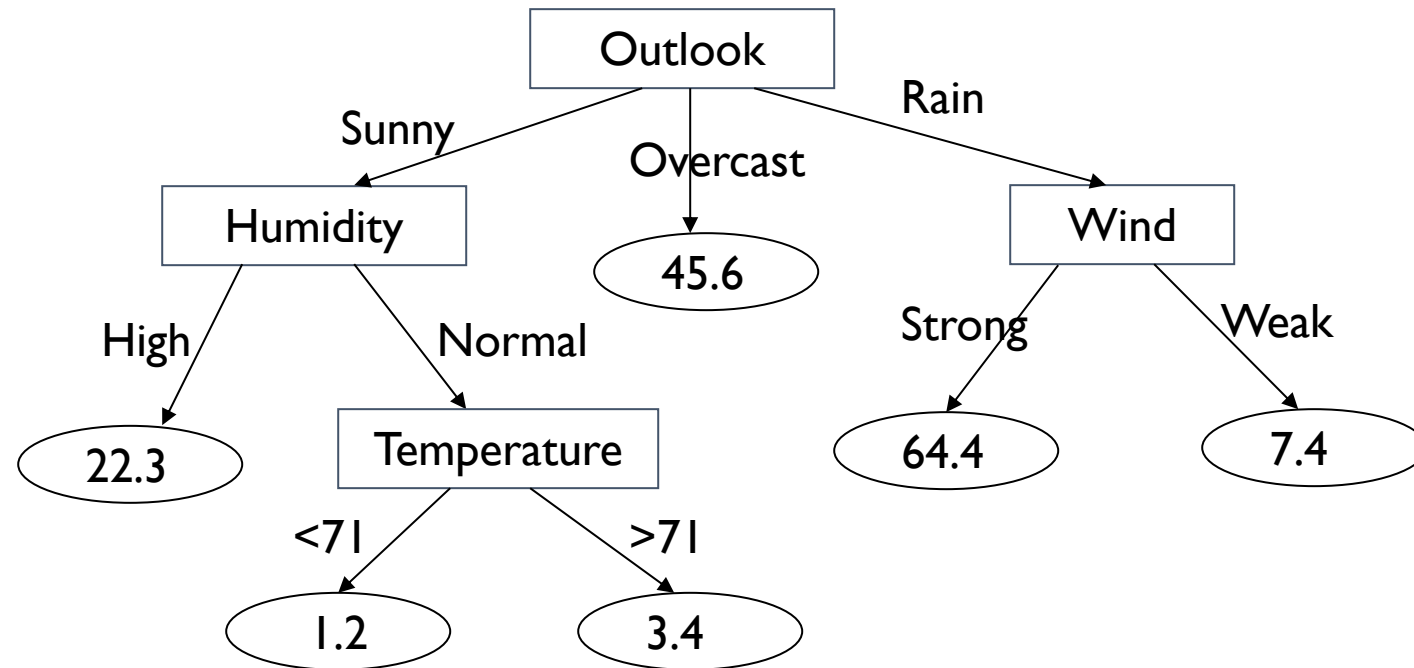 Outlook
Rain
Sunny
Overcast
Humidity
Wind
45.6
High
Normal
Strong
Weak
22.3
Temperature
64.4
7.4
<71
>71
1.2
3.4